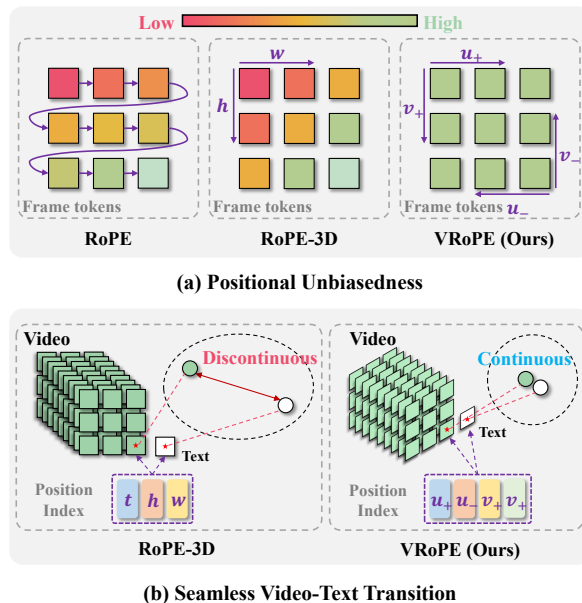 Low High
w
h
u₊
v₊
v₋
u₋
Frame tokens
Frame tokens
Frame tokens
RoPE
RoPE-3D
VRoPE (Ours)
(a) Positional Unbiasedness
Video
Discontinuous
Text
Position
Index
t h w
RoPE-3D
Video
Continuous
Text
Position
Index
u₊ u₋ v₊ v₊
VRoPE (Ours)
(b) Seamless Video-Text Transition